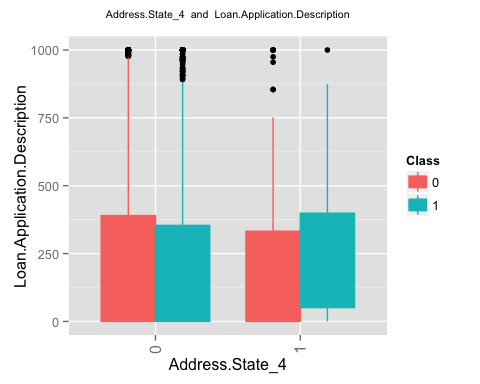 Address.State_4 and Loan.Application.Description
1000
750
500
250
0
Loan.Application.Description
0
1
Address.State_4
Class
0
1